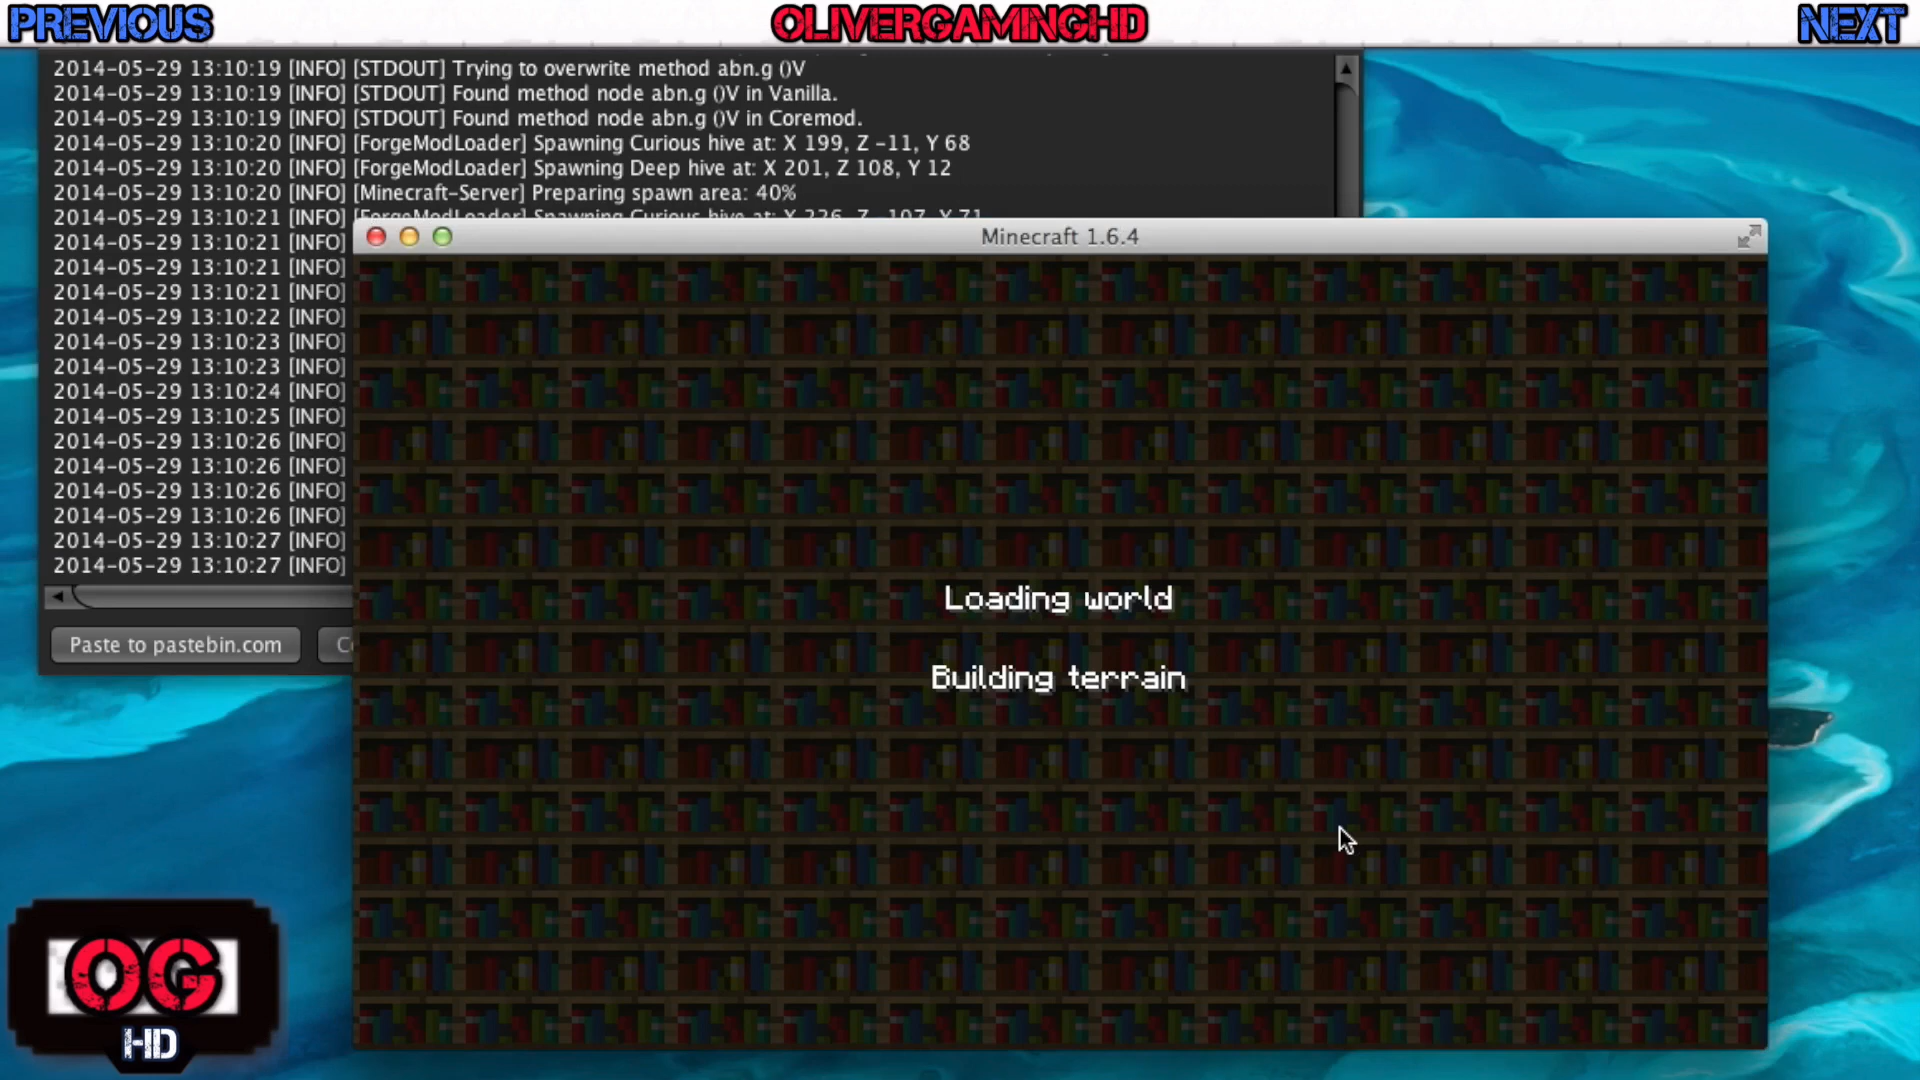 PREVIOUS
OLIVERGAMINGHD
NEXT
2014-05-29 13:10:19 [INFO] [STDOUT] Trying to overwrite method abn.g ()V
2014-05-29 13:10:19 [INFO] [STDOUT] Found method node abn.g ()V in Vanilla.
2014-05-29 13:10:19 [INFO] [STDOUT] Found method node abn.g ()V in Coremod.
2014-05-29 13:10:20 [INFO] [ForgeModLoader] Spawning Curious hive at: X 199, Z -11, Y 68
2014-05-29 13:10:20 [INFO] [ForgeModLoader] Spawning Deep hive at: X 201, Z 108, Y 12
2014-05-29 13:10:20 [INFO] [Minecraft-Server] Preparing spawn area: 40%
2014-05-29 13:10:21 [INFO] [ForgeModLoader] Spawning Curious hive at: X 226, Z -107, Y 71
2014-05-29 13:10:21 [INFO]
2014-05-29 13:10:21 [INFO]
2014-05-29 13:10:21 [INFO]
2014-05-29 13:10:22 [INFO]
2014-05-29 13:10:23 [INFO]
2014-05-29 13:10:23 [INFO]
2014-05-29 13:10:24 [INFO]
2014-05-29 13:10:25 [INFO]
2014-05-29 13:10:26 [INFO]
2014-05-29 13:10:26 [INFO]
2014-05-29 13:10:26 [INFO]
2014-05-29 13:10:26 [INFO]
2014-05-29 13:10:27 [INFO]
2014-05-29 13:10:27 [INFO]
Paste to pastebin.com
Minecraft 1.6.4
Loading world
Building terrain
OG
HD